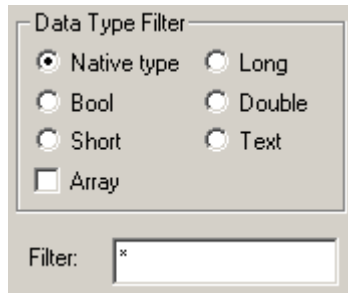 Data Type Filter
Native type Long
Bool Double
Short Text
Array
Filter: *